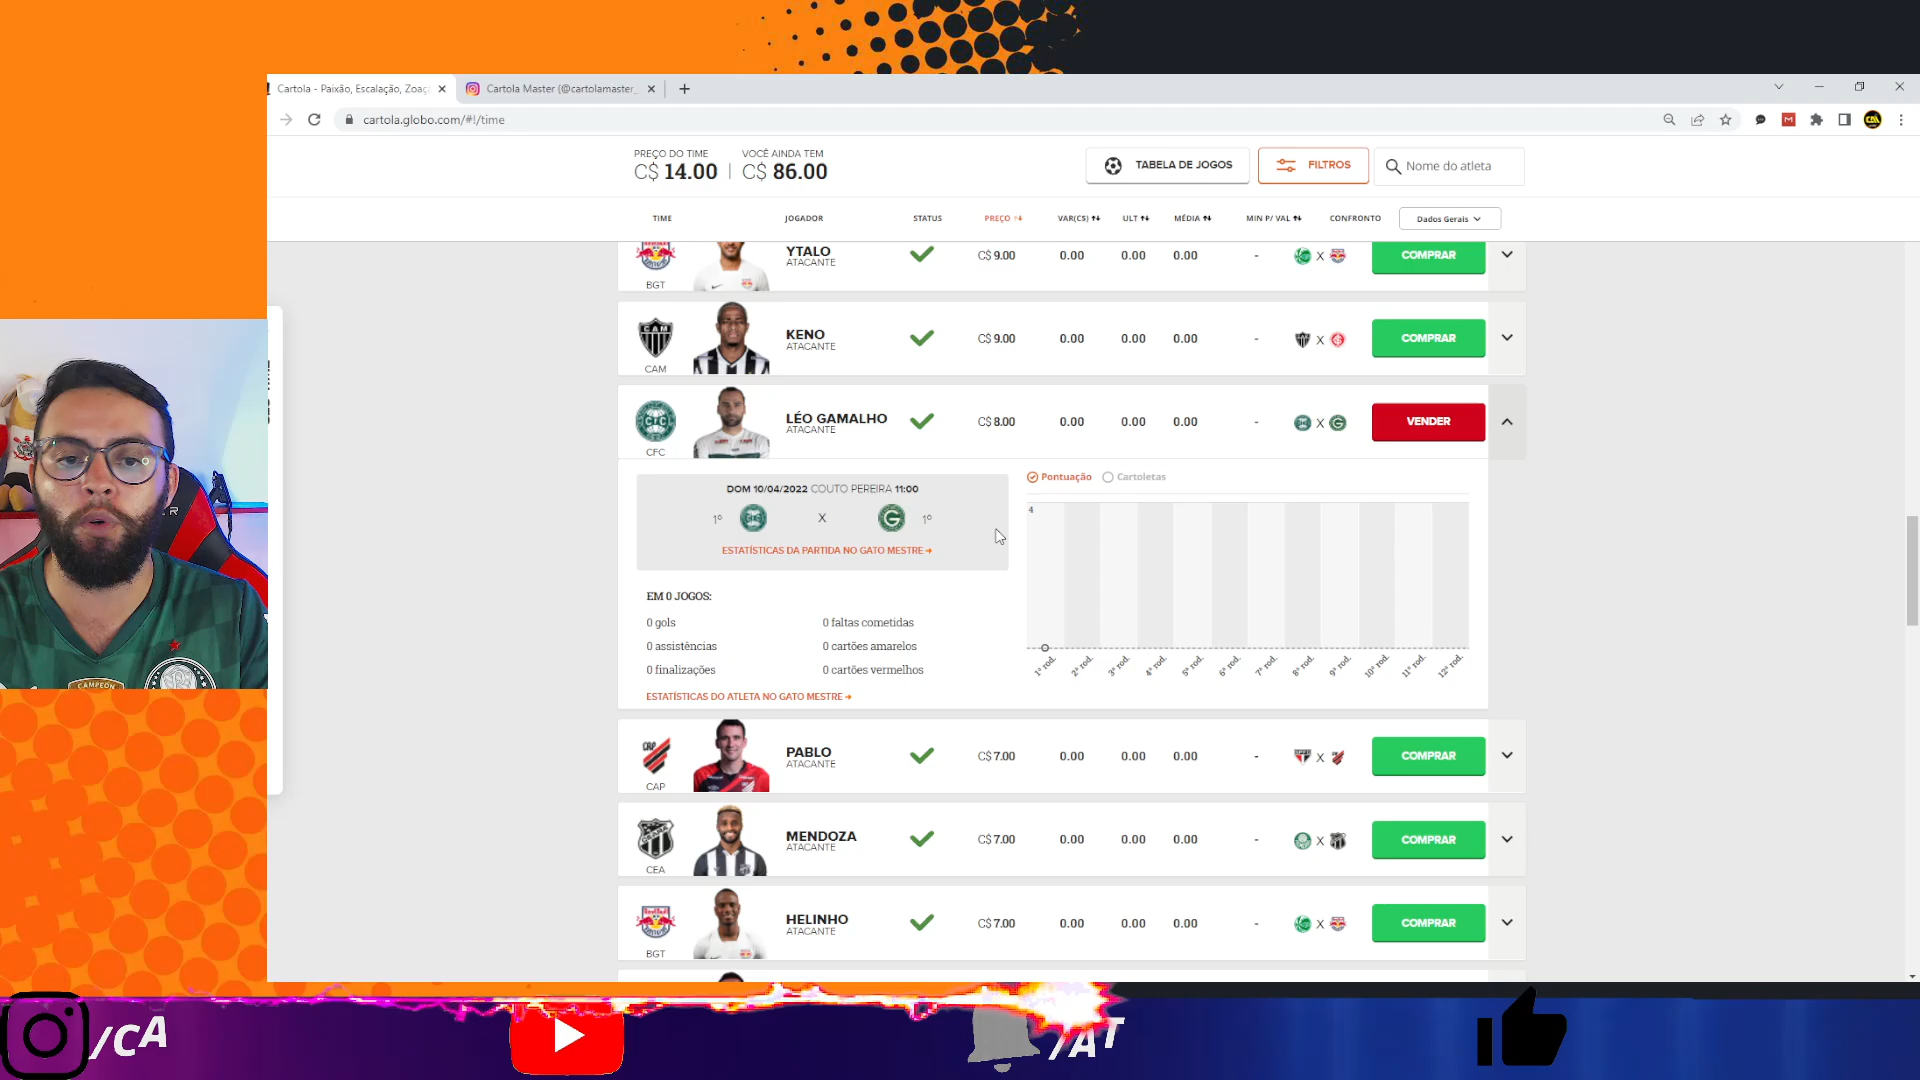 Cartola - Paixão, Escalação, Zoaç
Cartola Master (@cartolamaster_
cartola.globo.com/#!/time
PREÇO DO TIME
C$ 14.00
VOCÊ AINDA TEM
C$ 86.00
TABELA DE JOGOS
FILTROS
Nome do atleta
TIME JOGADOR STATUS PREÇO VAR(C$) ULT MÉDIA MIN P/ VAL CONFRONTO Dados Gerais
BGT YTALO ATACANTE C$ 9.00 0.00 0.00 0.00 - X COMPRAR
CAM KENO ATACANTE C$ 9.00 0.00 0.00 0.00 - X COMPRAR
CFC LÉO GAMALHO ATACANTE C$ 8.00 0.00 0.00 0.00 - X VENDER
DOM 10/04/2022 COUTO PEREIRA 11:00
1º X 1º
ESTATÍSTICAS DA PARTIDA NO GATO MESTRE
EM 0 JOGOS:
0 gols 0 faltas cometidas
0 assistências 0 cartões amarelos
0 finalizações 0 cartões vermelhos
ESTATÍSTICAS DO ATLETA NO GATO MESTRE
Pontuação Cartoletas
4
1ª rod. 2ª rod. 3ª rod. 4ª rod. 5ª rod. 6ª rod. 7ª rod. 8ª rod. 9ª rod. 10ª rod. 11ª rod. 12ª rod.
CAP PABLO ATACANTE C$ 7.00 0.00 0.00 0.00 - X COMPRAR
CEA MENDOZA ATACANTE C$ 7.00 0.00 0.00 0.00 - X COMPRAR
BGT HELINHO ATACANTE C$ 7.00 0.00 0.00 0.00 - X COMPRAR
CAMPEON
/CA
/AT